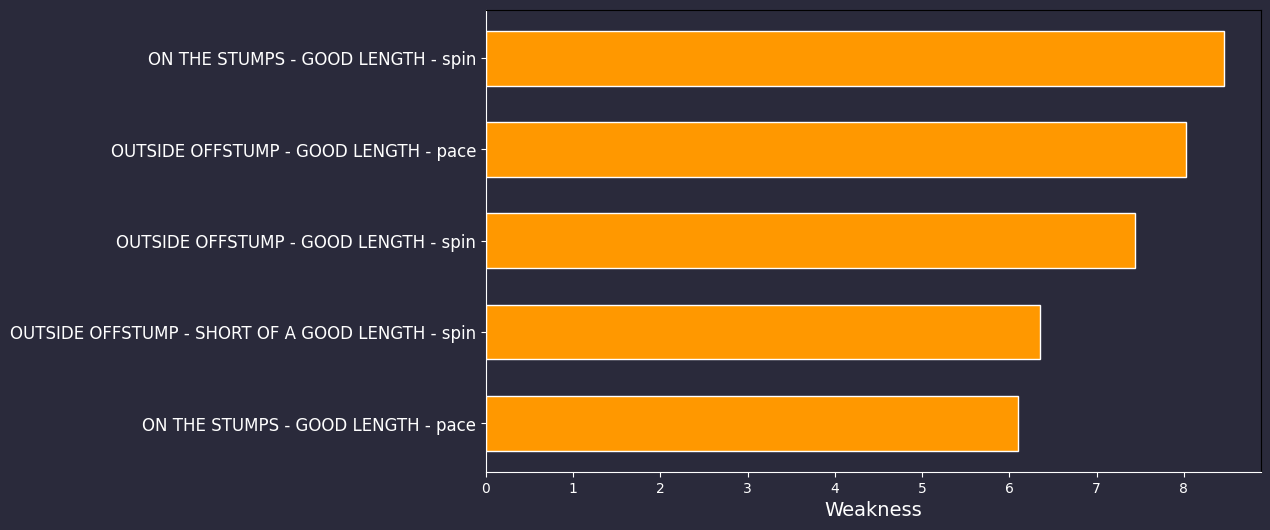 ON THE STUMPS - GOOD LENGTH - spin
OUTSIDE OFFSTUMP - GOOD LENGTH - pace
OUTSIDE OFFSTUMP - GOOD LENGTH - spin
OUTSIDE OFFSTUMP - SHORT OF A GOOD LENGTH - spin
ON THE STUMPS - GOOD LENGTH - pace
0 1 2 3 4 5 6 7 8
Weakness